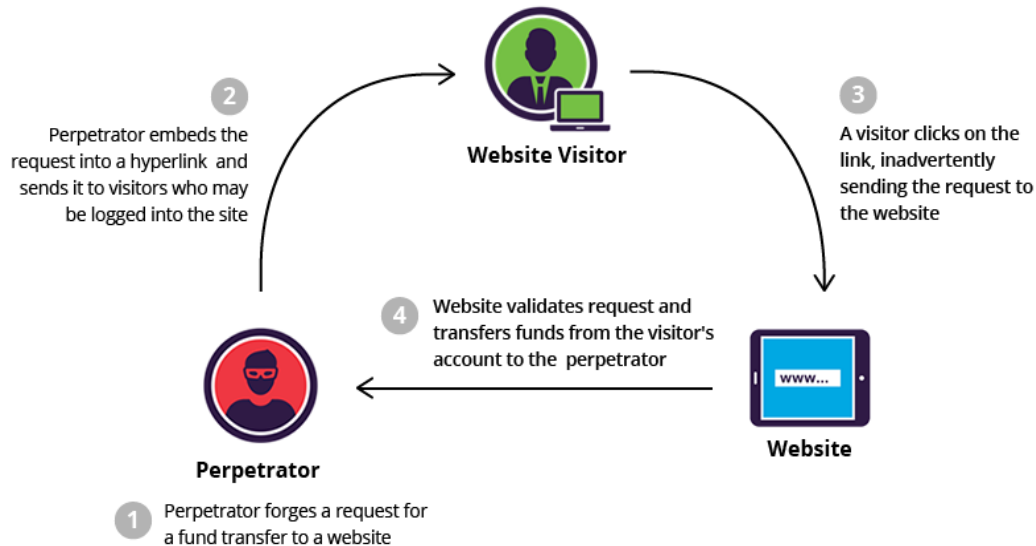 2
Perpetrator embeds the
request into a hyperlink and
sends it to visitors who may
be logged into the site
Website Visitor
3
A visitor clicks on the
link, inadvertently
sending the request to
the website
4
Website validates request and
transfers funds from the visitor's
account to the perpetrator
www...
Perpetrator
Website
1
Perpetrator forges a request for
a fund transfer to a website